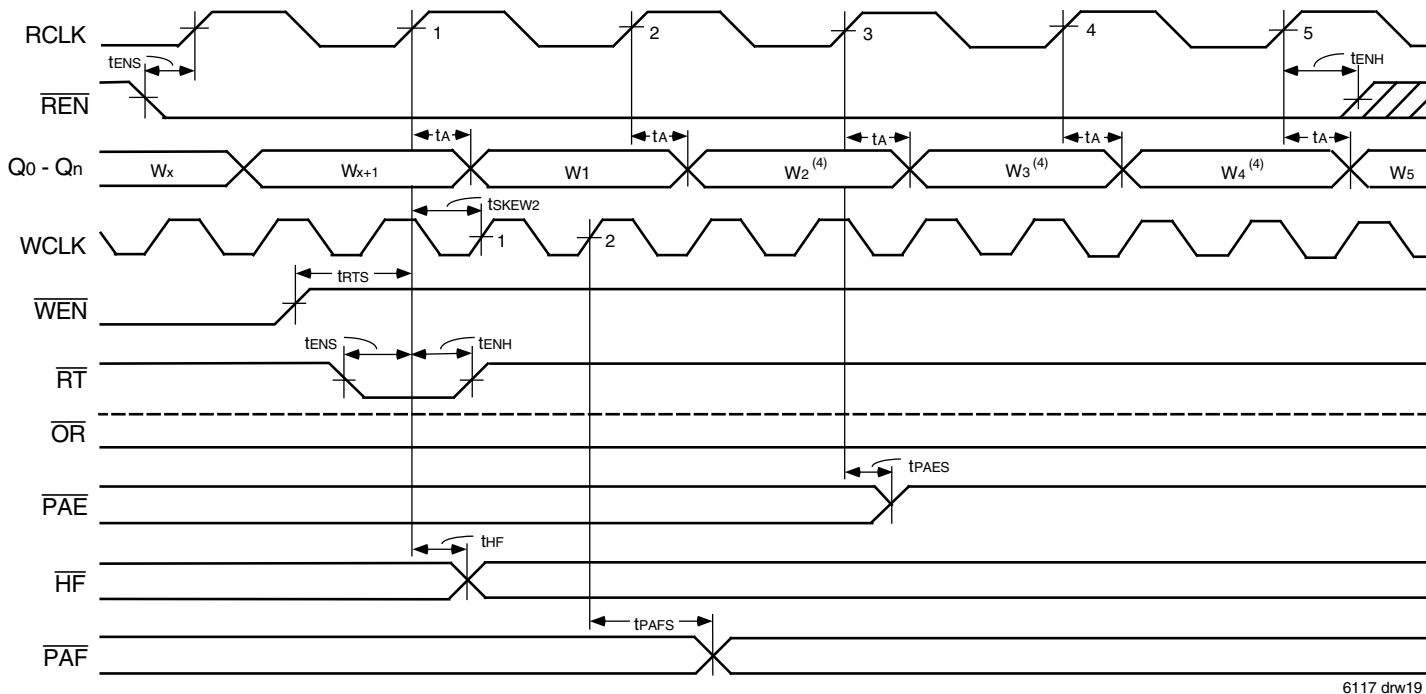 RCLK 1 2 3 4 5
tENS tENH
REN
tA tA tA tA tA
Q0 - Qn Wx Wx+1 W1 W2(4) W3(4) W4(4) W5
tSKEW2
WCLK 1 2
tRTS
WEN
tENS tENH
RT
OR
tPAES
PAE
tHF
HF
tPAFS
PAF
6117 drw19